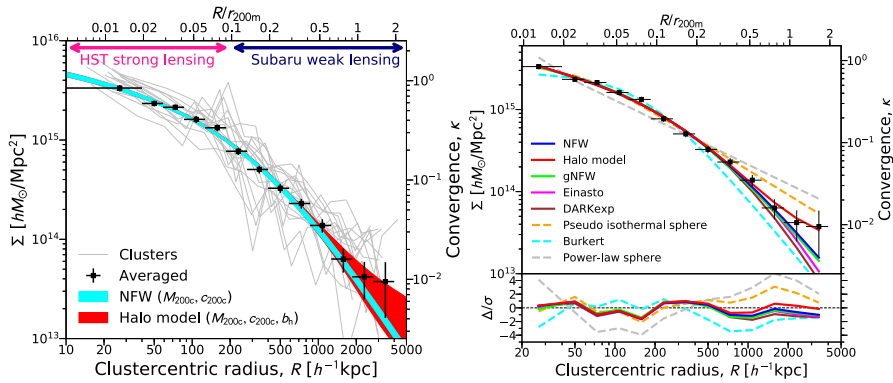 R/r200m
0.01 0.02 0.05 0.1 0.2 0.5 1 2
10^16
HST strong lensing
Subaru weak lensing
10^0
10^15
10^-1
10^14
10^-2
10^13
Σ [hM⊙/Mpc^2]
Convergence, κ
Clusters
Averaged
NFW (M200c, c200c)
Halo model (M200c, c200c, bh)
10 20 50 100 200 500 1000 2000 5000
Clustercentric radius, R [h^-1kpc]
R/r200m
0.01 0.02 0.05 0.1 0.2 0.5 1 2
10^0
10^15
10^-1
10^14
10^-2
10^13
Σ [hM⊙/Mpc^2]
Convergence, κ
NFW
Halo model
gNFW
Einasto
DARKexp
Pseudo isothermal sphere
Burkert
Power-law sphere
4
2
0
−2
−4
Δ/σ
20 50 100 200 500 1000 2000 5000
Clustercentric radius, R [h^-1kpc]